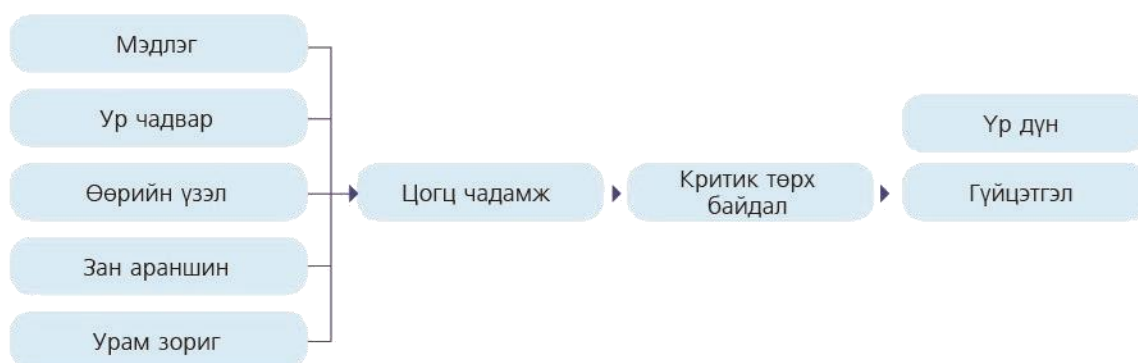 Мэдлэг
Ур чадвар
Өөрийн үзэл
Зан араншин
Урам зориг
Цогц чадамж
Критик төрх
байдал
Үр дүн
Гүйцэтгэл